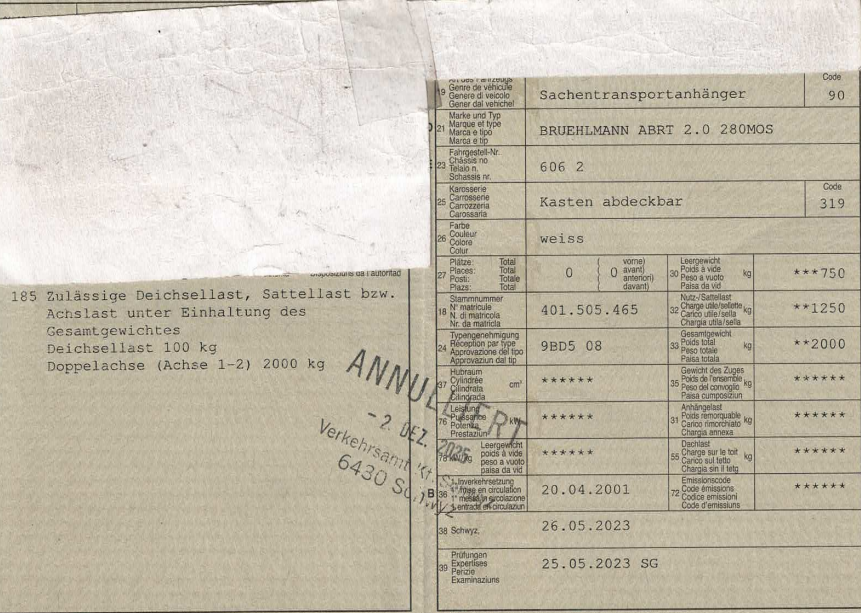 Disposiziuns da l'autoritad
185 Zulässige Deichsellast, Sattellast bzw.
Achslast unter Einhaltung des
Gesamtgewichtes
Deichsellast 100 kg
Doppelachse (Achse 1-2) 2000 kg
ANNULLIERT
- 2. DEZ. 2025
Verkehrsamt Kt. Schwyz
6430 Schwyz
19 Genre de véhicule
Genere di veicolo
Gener dal vehichel
Sachentransportanhänger
Code
90
21 Marke und Typ
Marque et type
Marca e tipo
Marca e tip
BRUEHLMANN ABRT 2.0 280MOS
23 Fahrgestell-Nr.
Châssis no
Telaio n.
Schassis nr.
606 2
25 Karosserie
Carrosserie
Carrozzeria
Carossaria
Kasten abdeckbar
Code
319
26 Farbe
Couleur
Colore
Colur
weiss
27 Plätze: Total
Places: Total
Posti: Totale
Plazs: Total
0 ( 0 vorne)
avant)
anteriori)
davant)
30 Leergewicht
Poids à vide
Peso a vuoto
Paisa da vid
kg
***750
18 Stammnummer
N° matricule
N. di matricola
Nr. da matricla
401.505.465
32 Nutz-/Sattellast
Charge utile/sellette
Carico utile/sella
Chargia utila/sella
kg
**1250
24 Typengenehmigung
Réception par type
Approvazione del tipo
Approvaziun dal tip
9BD5 08
33 Gesamtgewicht
Poids total
Peso totale
Paisa totala
kg
**2000
37 Hubraum
Cylindrée
Cilindrata
Cilindrada
cm³
******
35 Gewicht des Zuges
Poids de l'ensemble
Peso del convoglio
Paisa cumposiziun
kg
******
76 Leistung
Puissance
Potenza
Prestaziun
kW
******
31 Anhängelast
Poids remorquable
Carico rimorchiato
Chargia annexa
kg
******
78 kW/kg
Leergewicht
poids à vide
peso a vuoto
paisa da vid
******
55 Dachlast
Charge sur le toit
Carico sul tetto
Chargia sin il tetg
kg
******
B 36 1. Inverkehrsetzung
1re mise en circulation
1a messa in circolazione
1. entrada en circulaziun
20.04.2001
72 Emissionscode
Code émissions
Codice emissioni
Code d'emissiuns
******
38 Schwyz,
26.05.2023
39 Prüfungen
Expertises
Perizie
Examinaziuns
25.05.2023 SG